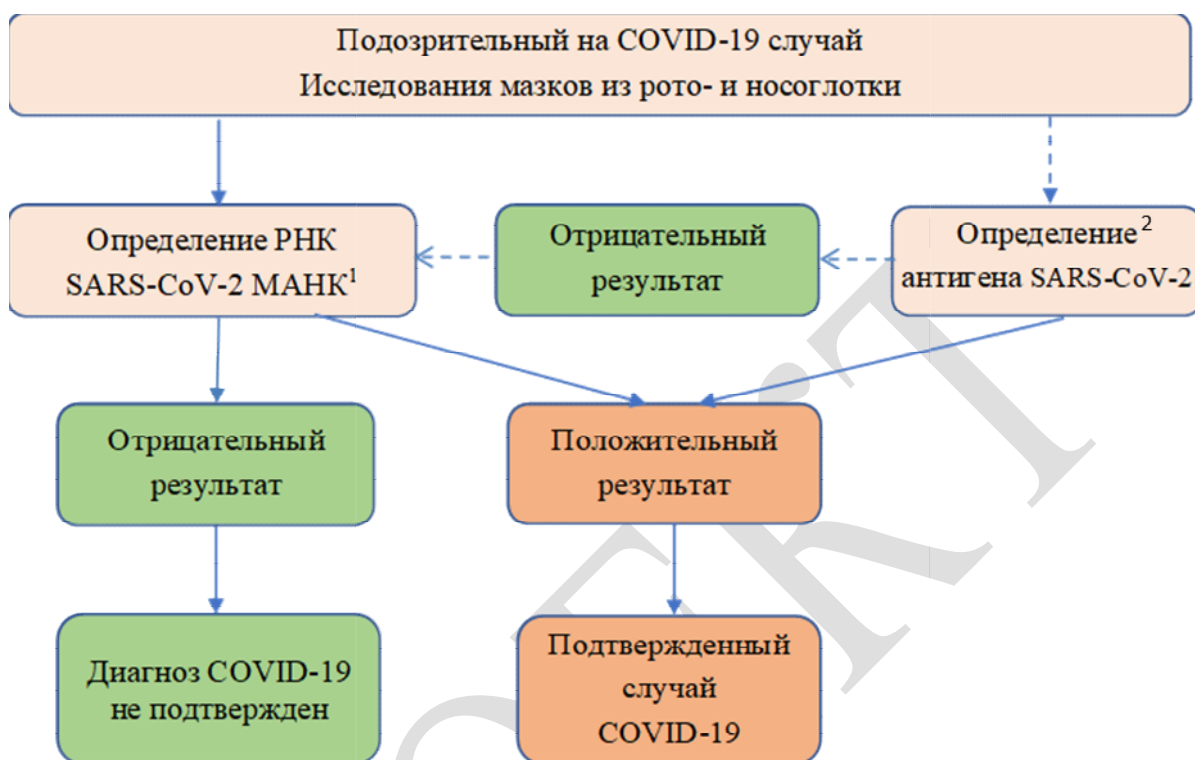 Подозрительный на COVID-19 случай
Исследования мазков из рото- и носоглотки
Определение РНК
SARS-CoV-2 МАНК¹
Отрицательный
результат
Определение²
антигена SARS-CoV-2
Отрицательный
результат
Положительный
результат
Диагноз COVID-19
не подтвержден
Подтвержденный
случай
COVID-19